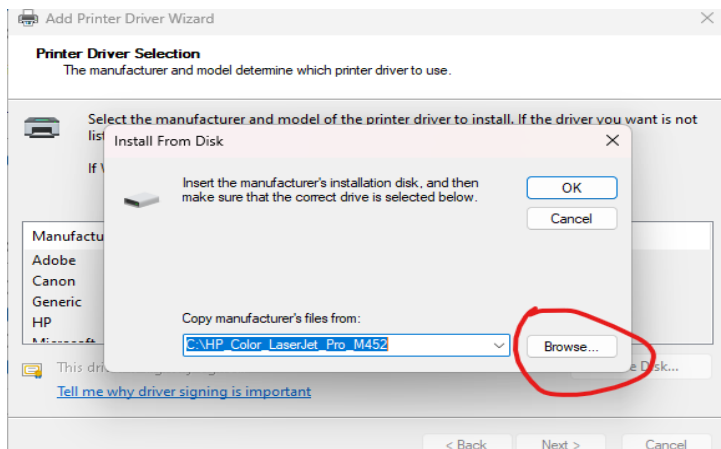 Add Printer Driver Wizard
Printer Driver Selection
The manufacturer and model determine which printer driver to use.
Select the manufacturer and model of the printer driver to install. If the driver you want is not
Install From Disk
Insert the manufacturer's installation disk, and then
make sure that the correct drive is selected below.
OK
Cancel
Manufactu
Adobe
Canon
Generic
HP
Copy manufacturer's files from:
C:\HP_Color_LaserJet_Pro_M452
Browse...
This dri
e Disk...
Tell me why driver signing is important
< Back
Next >
Cancel